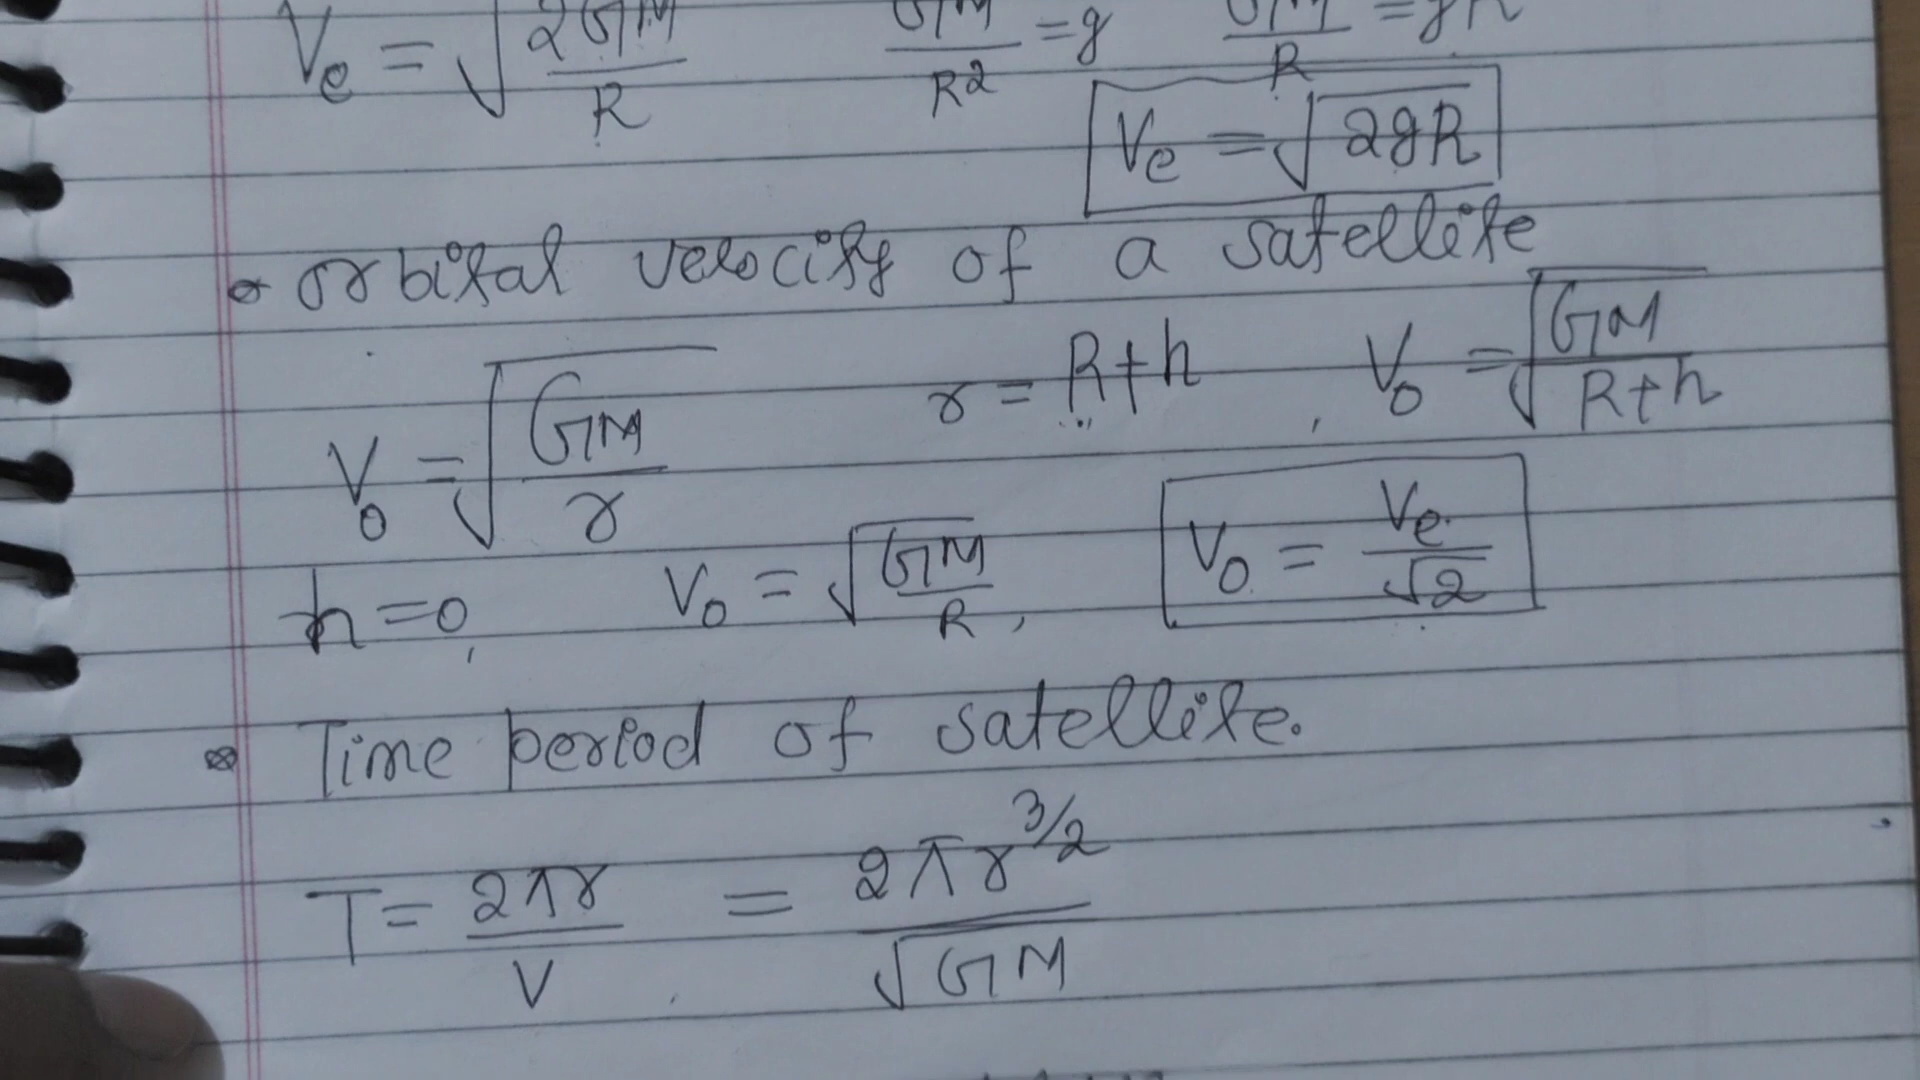 Ve = √(2GM/R)   GM/R² = g   GM/R = gR
Ve = √(2gR)
orbital velocity of a satellite
V₀ = √(GM/r)   r = R+h , V₀ = √(GM/(R+h))
h = 0,   V₀ = √(GM/R) ,   V₀ = Ve/√2
Time period of satellite.
T = 2πr/V = 2πr^3/2/√GM